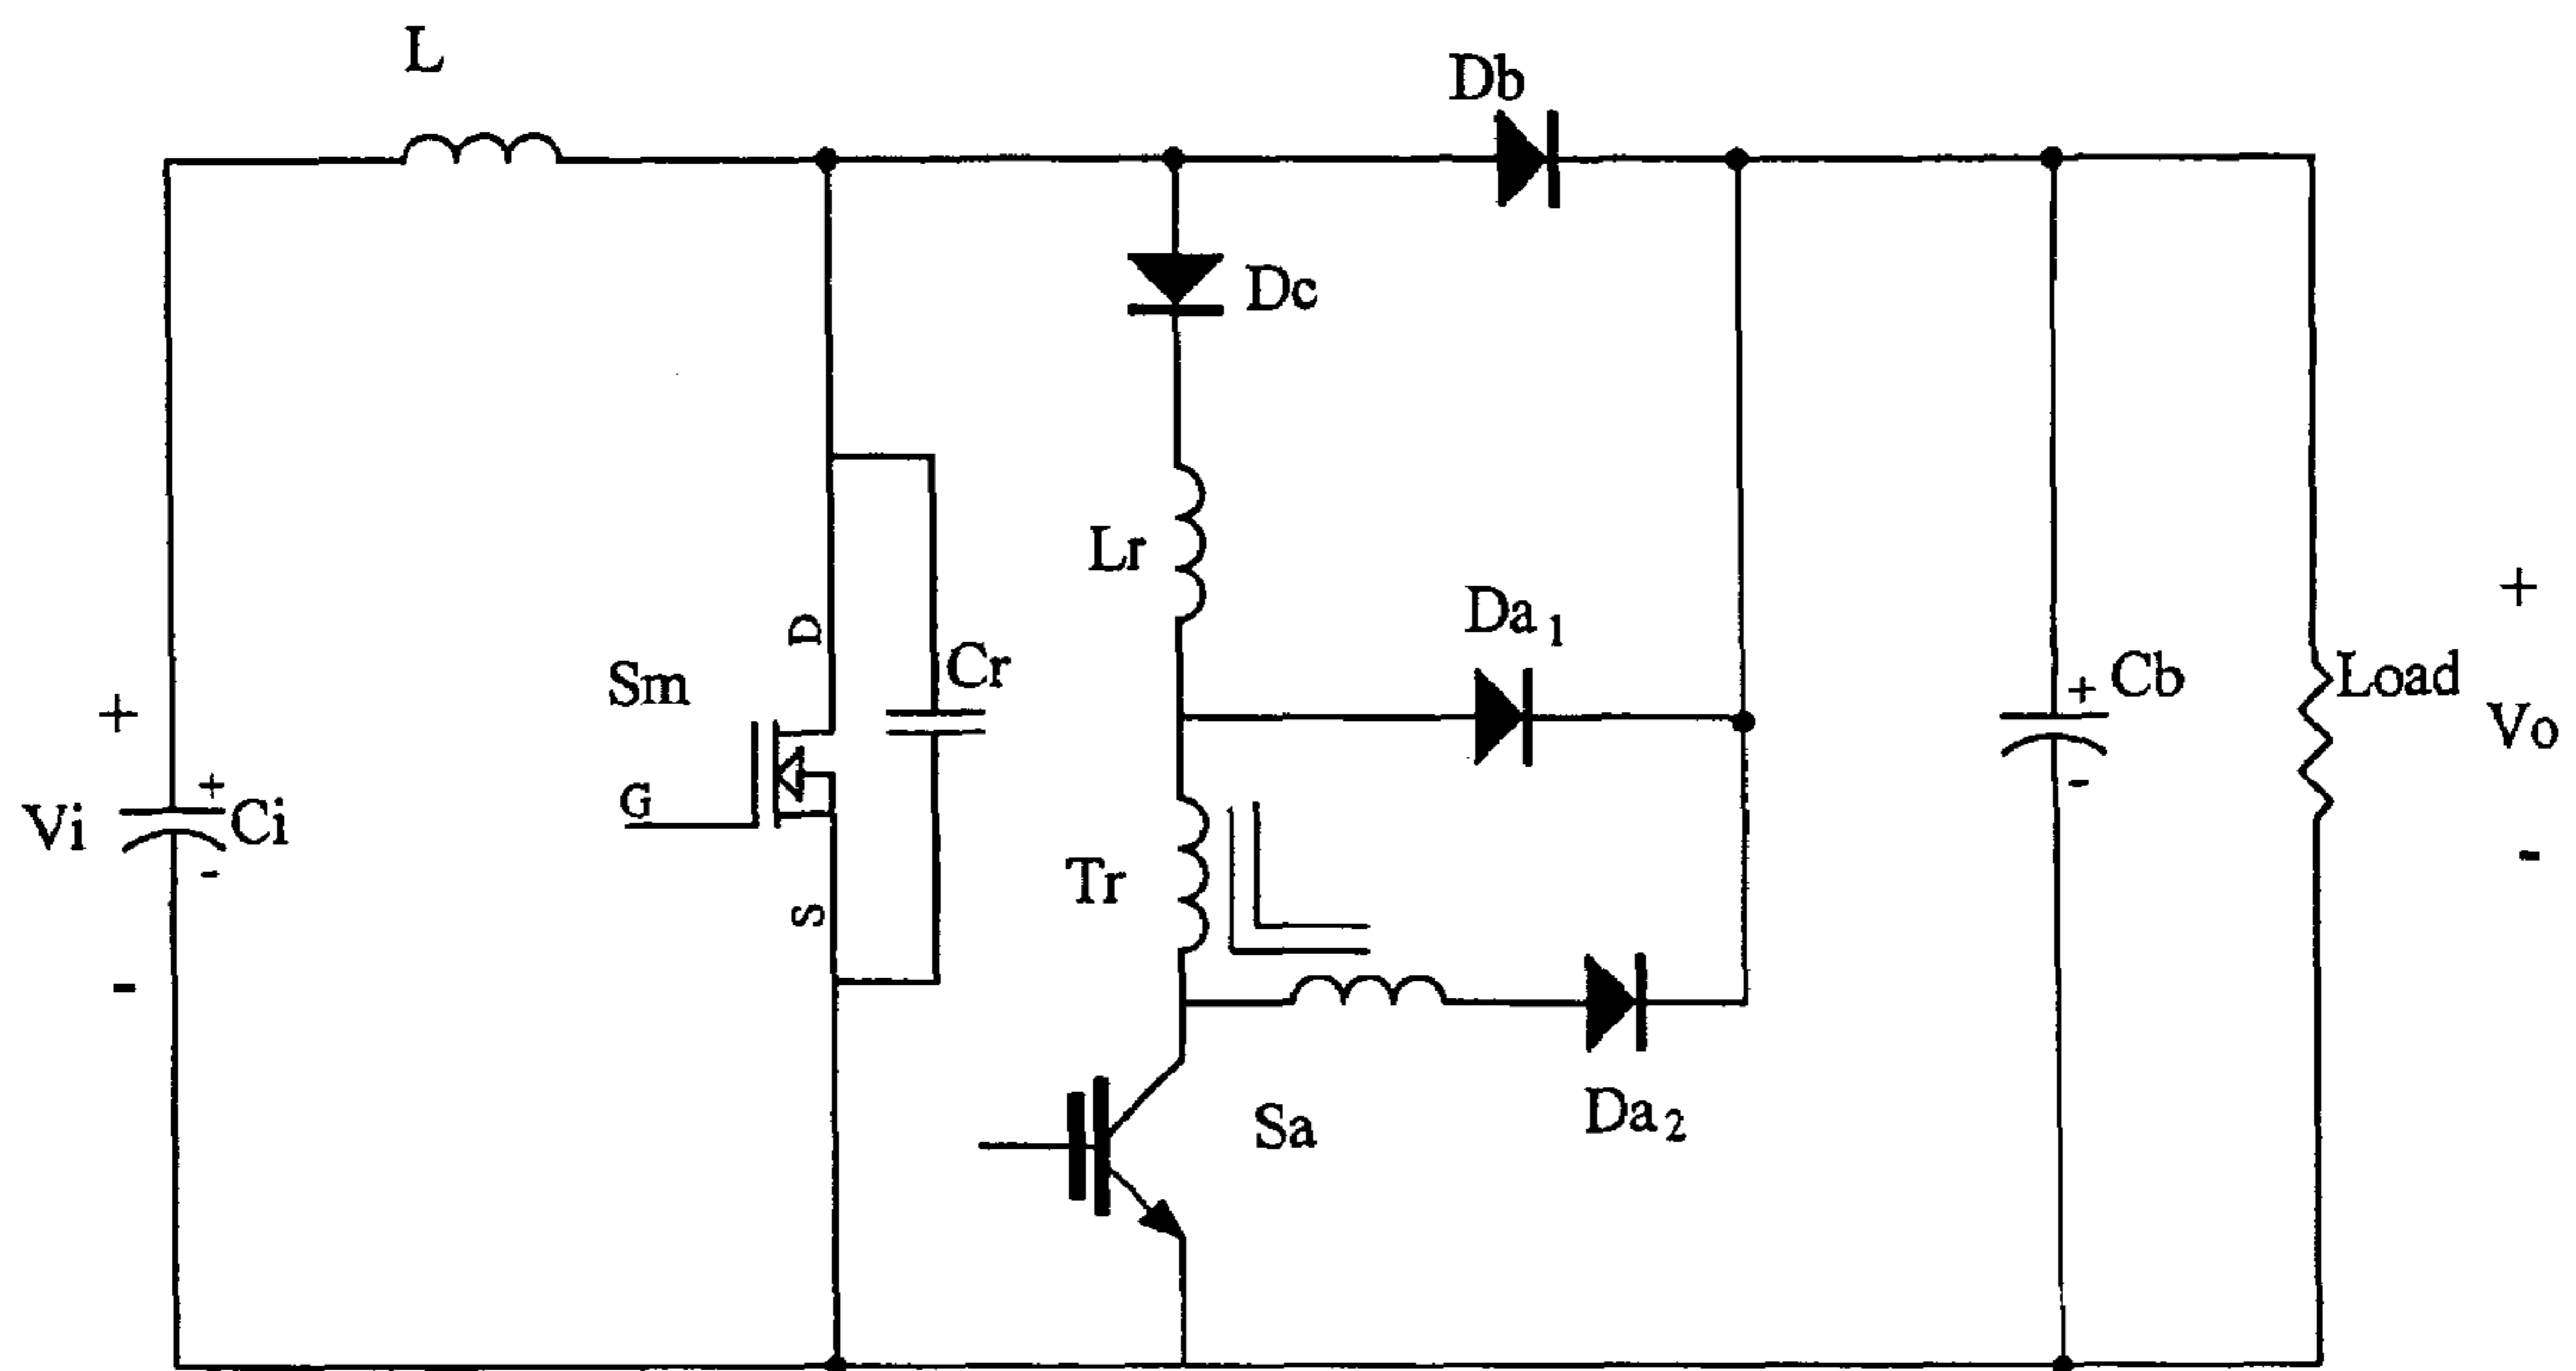 L
Db
Dc
Lr
Da1
D
Sm
Cr
+
+
Cb
Load
+
Vo
-
-
+
Vi
+
Ci
-
-
G
S
Tr
Sa
Da2